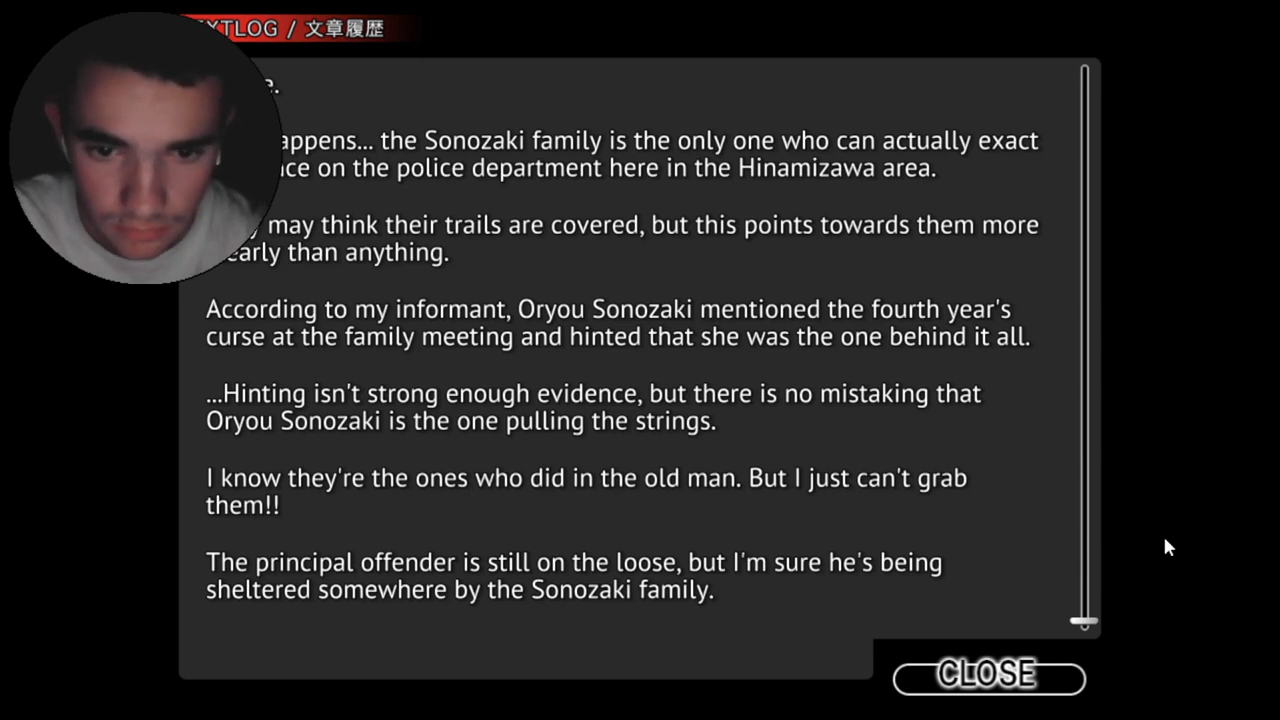 XTLOG / 文章履歴
e.
appens... the Sonozaki family is the only one who can actually exact
ce on the police department here in the Hinamizawa area.
may think their trails are covered, but this points towards them more
early than anything.
According to my informant, Oryou Sonozaki mentioned the fourth year's
curse at the family meeting and hinted that she was the one behind it all.
...Hinting isn't strong enough evidence, but there is no mistaking that
Oryou Sonozaki is the one pulling the strings.
I know they're the ones who did in the old man. But I just can't grab
them!!
The principal offender is still on the loose, but I'm sure he's being
sheltered somewhere by the Sonozaki family.
CLOSE